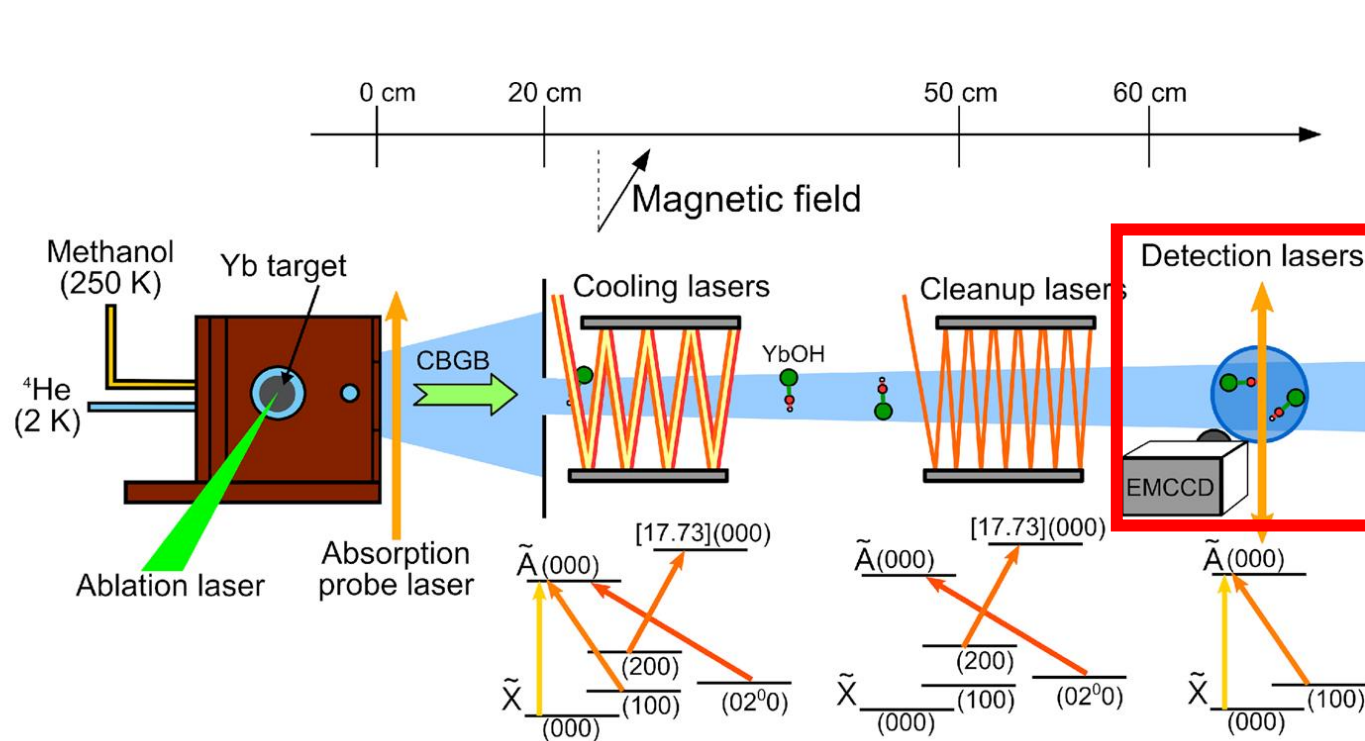 0 cm
20 cm
50 cm
60 cm
Magnetic field
Methanol
(250 K)
Yb target
⁴He
(2 K)
CBGB
Cooling lasers
YbOH
Cleanup lasers
Detection lasers
EMCCD
Ablation laser
Absorption
probe laser
[17.73](000)
Ã(000)
(200)
(100)
(02⁰0)
X̃
(000)
[17.73](000)
Ã(000)
(200)
(100)
(02⁰0)
X̃
(000)
Ã(000)
(100)
X̃
(000)